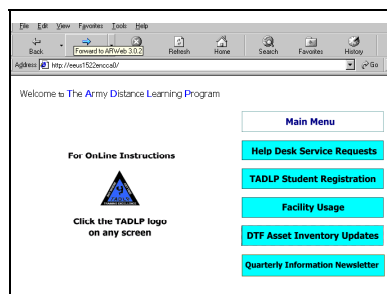 File Edit View Favorites Tools Help
Back Forward to ARWeb 3.0.2 Refresh Home Search Favorites History
Address http://eeus1522encca0/ Go
Welcome to The Army Distance Learning Program
Main Menu
For OnLine Instructions
Help Desk Service Requests
TADLP Student Registration
Facility Usage
Click the TADLP logo
on any screen
DTF Asset Inventory Updates
Quarterly Information Newsletter